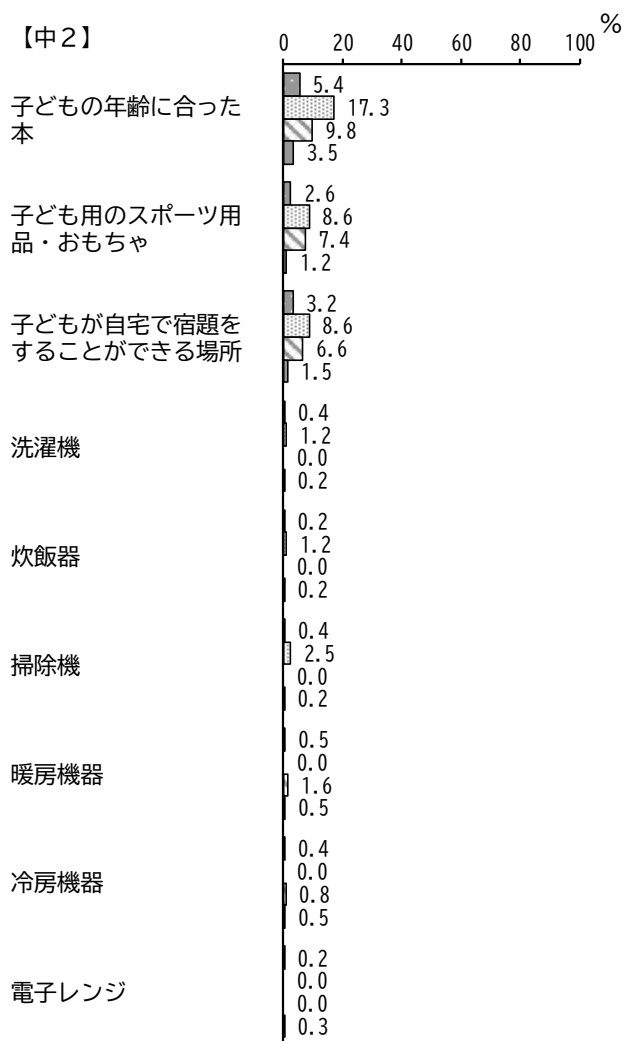 %
【中２】
0 20 40 60 80 100
子どもの年齢に合った
本
5.4
17.3
9.8
3.5
子ども用のスポーツ用
品・おもちゃ
2.6
8.6
7.4
1.2
子どもが自宅で宿題を
することができる場所
3.2
8.6
6.6
1.5
洗濯機
0.4
1.2
0.0
0.2
炊飯器
0.2
1.2
0.0
0.2
掃除機
0.4
2.5
0.0
0.2
暖房機器
0.5
0.0
1.6
0.5
冷房機器
0.4
0.0
0.8
0.5
電子レンジ
0.2
0.0
0.0
0.3